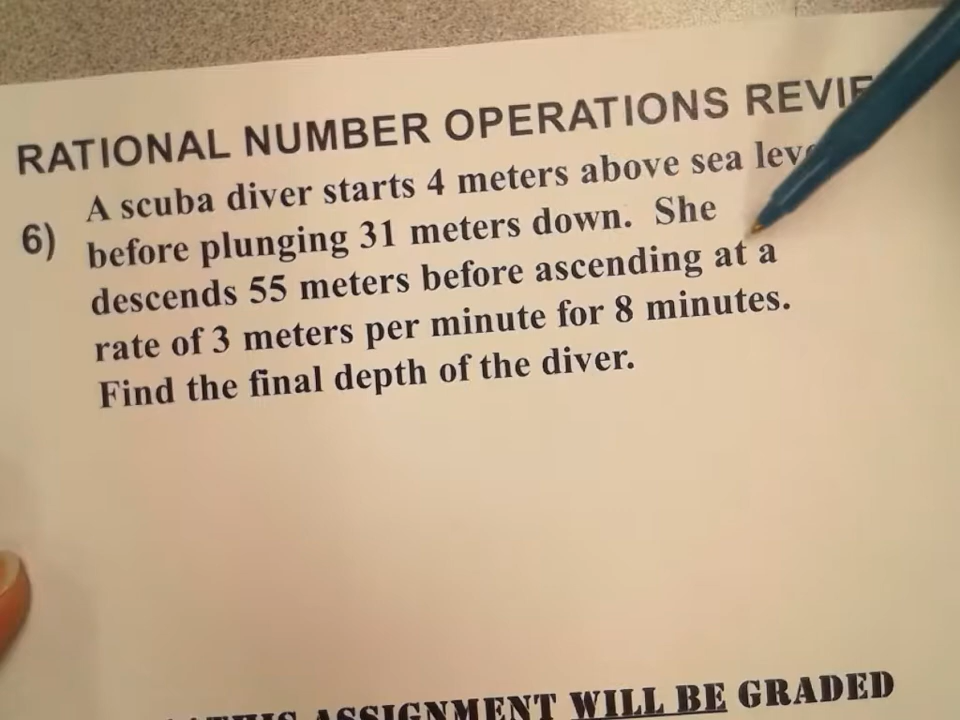 RATIONAL NUMBER OPERATIONS
6) A scuba diver starts 4 meters above sea
before plunging 31 meters down. She
descends 55 meters before ascending at a
rate of 3 meters per minute for 8 minutes.
Find the final depth of the diver.
THIS ASSIGNMENT WILL BE GRADED